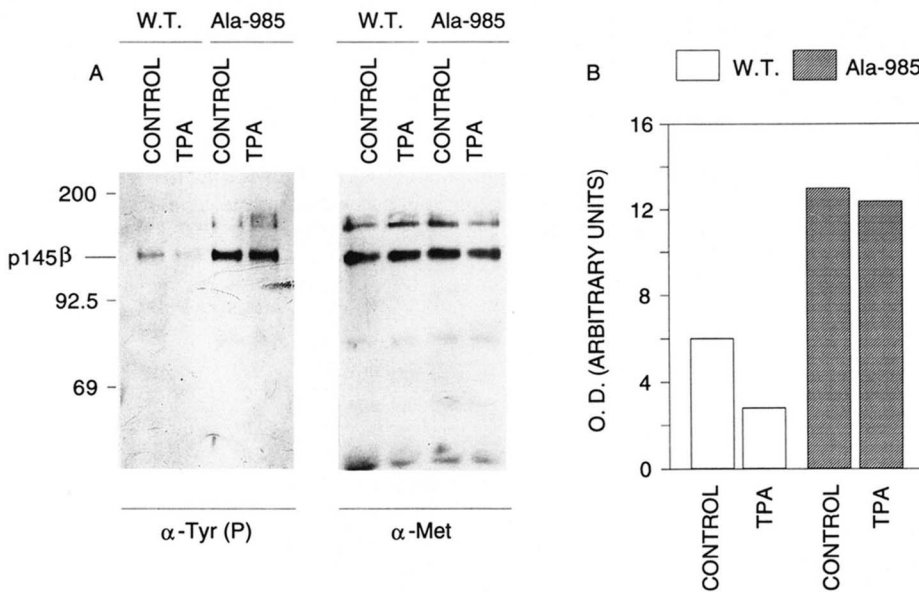 W.T. Ala-985 W.T. Ala-985
A
CONTROL TPA CONTROL TPA CONTROL TPA CONTROL TPA
200
p145β
92.5
69
α-Tyr (P) α-Met
B
W.T. Ala-985
O. D. (ARBITRARY UNITS)
16
12
8
4
0
CONTROL TPA CONTROL TPA